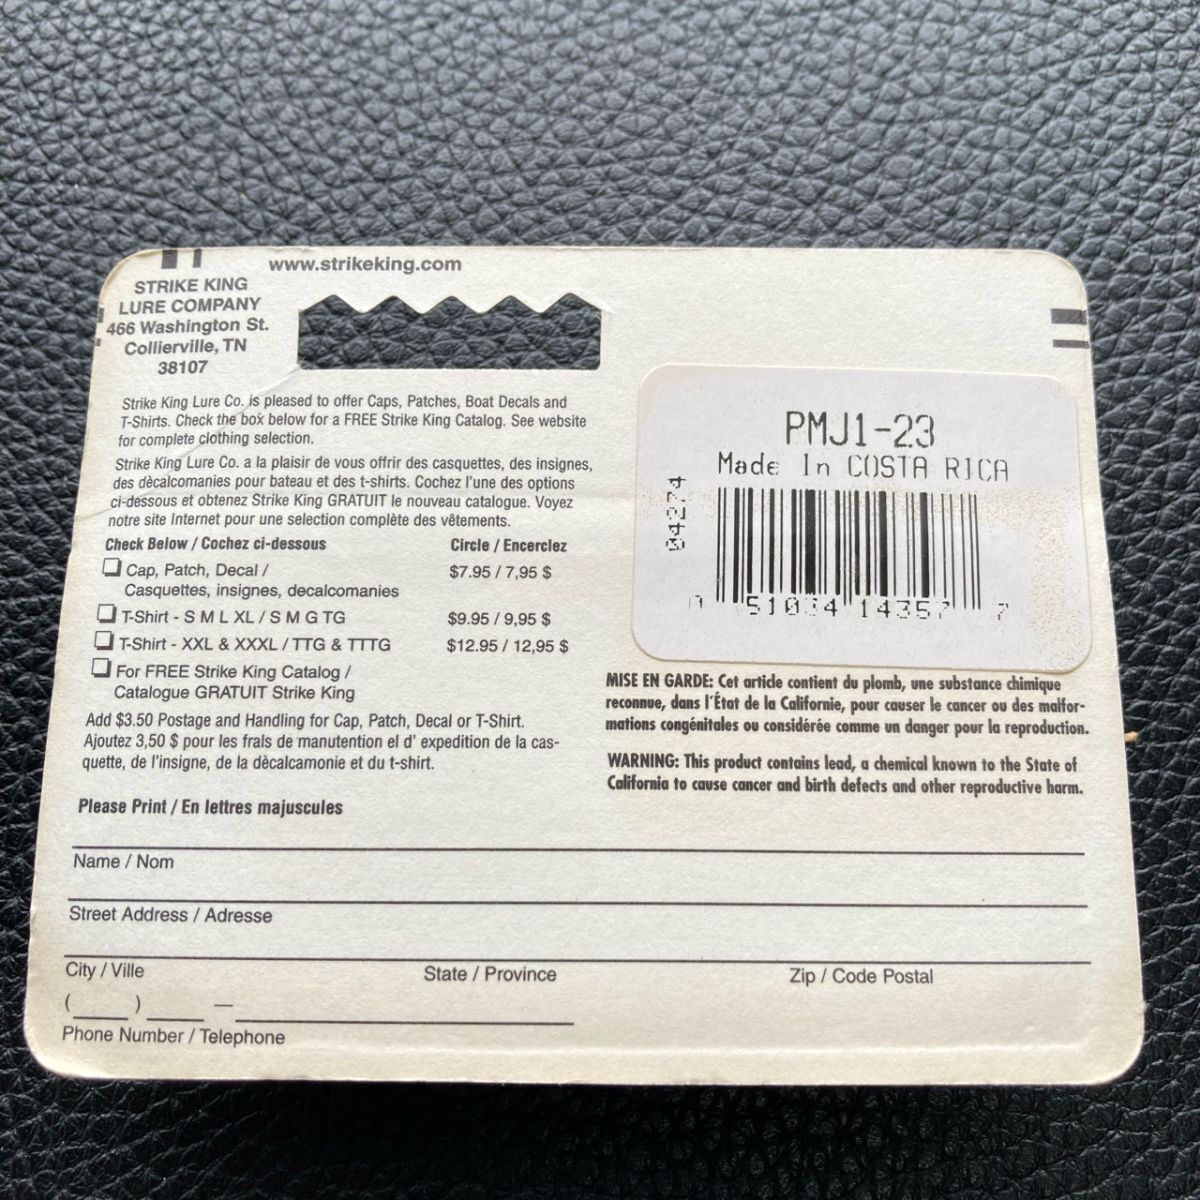 www.strikeking.com
STRIKE KING
LURE COMPANY
466 Washington St.
Collierville, TN
38107
Strike King Lure Co. is pleased to offer Caps, Patches, Boat Decals and
T-Shirts. Check the box below for a FREE Strike King Catalog. See website
for complete clothing selection.
Strike King Lure Co. a la plaisir de vous offrir des casquettes, des insignes,
des dècalcomanies pour bateau et des t-shirts. Cochez l'une des options
ci-dessous et obtenez Strike King GRATUIT le nouveau catalogue. Voyez
notre site Internet pour une selection complète des vêtements.
Check Below / Cochez ci-dessous Circle / Encerclez
Cap, Patch, Decal / $7.95 / 7,95 $
Casquettes, insignes, decalcomanies
T-Shirt - S M L XL / S M G TG $9.95 / 9,95 $
T-Shirt - XXL & XXXL / TTG & TTTG $12.95 / 12,95 $
For FREE Strike King Catalog /
Catalogue GRATUIT Strike King
Add $3.50 Postage and Handling for Cap, Patch, Decal or T-Shirt.
Ajoutez 3,50 $ pour les frais de manutention el d' expedition de la cas-
quette, de l'insigne, de la dècalcamonie et du t-shirt.
PMJ1-23
Made In COSTA RICA
04274
0 51034 14357 7
MISE EN GARDE: Cet article contient du plomb, une substance chimique
reconnue, dans l'État de la Californie, pour causer le cancer ou des malfor-
mations congénitales ou considérée comme un danger pour la reproduction.
WARNING: This product contains lead, a chemical known to the State of
California to cause cancer and birth defects and other reproductive harm.
Please Print / En lettres majuscules
Name / Nom
Street Address / Adresse
City / Ville State / Province Zip / Code Postal
(___) ___ — ___
Phone Number / Telephone